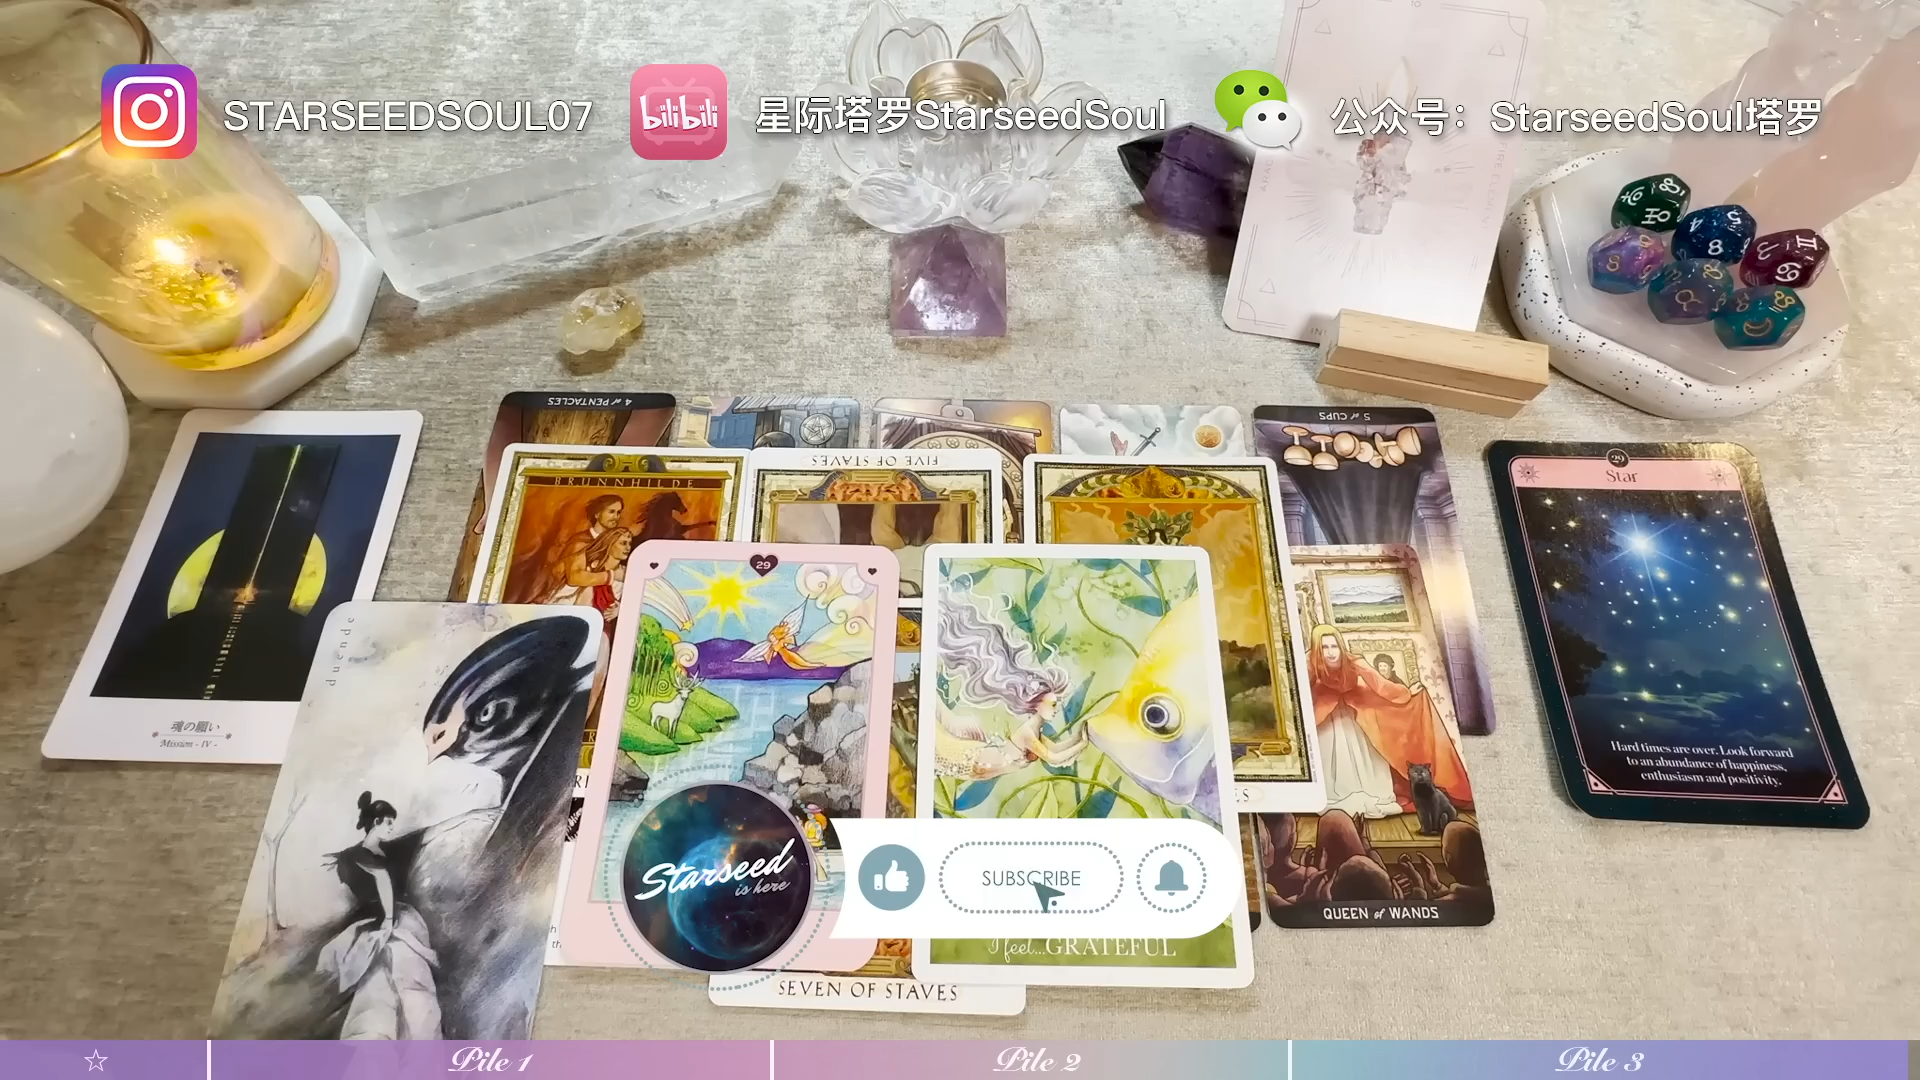 STARSEEDSOUL07
bilibili
星际塔罗StarseedSoul
公众号：StarseedSoul塔罗
4 of PENTACLES
FIVE OF STAVES
5 of CUPS
BRUNNHILDE
29
29
Star
Hard times are over. Look forward
to an abundance of happiness,
enthusiasm and positivity.
duende
魂の願い
Mission - IV -
Starseed
is here
SUBSCRIBE
I feel...GRATEFUL
QUEEN of WANDS
SEVEN OF STAVES
Pile 1
Pile 2
Pile 3